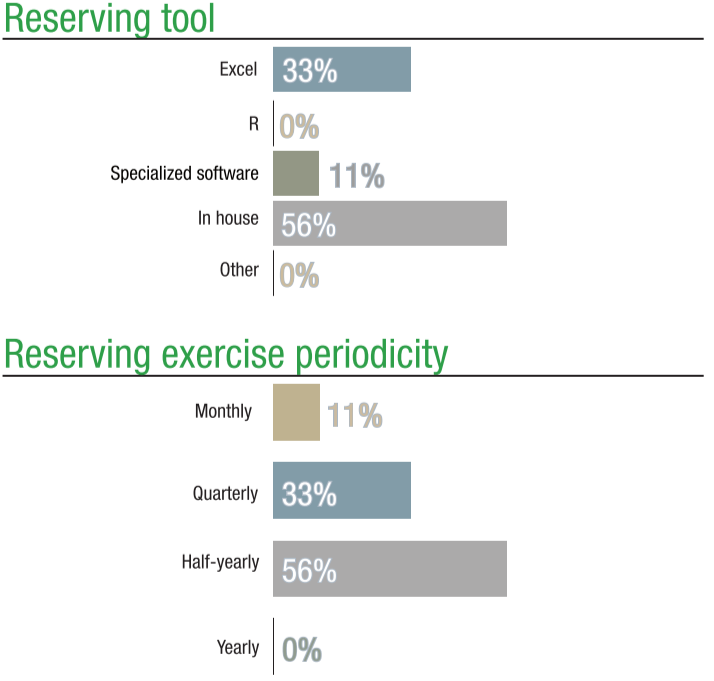 Reserving tool
Excel 33%
R 0%
Specialized software 11%
In house 56%
Other 0%
Reserving exercise periodicity
Monthly 11%
Quarterly 33%
Half-yearly 56%
Yearly 0%